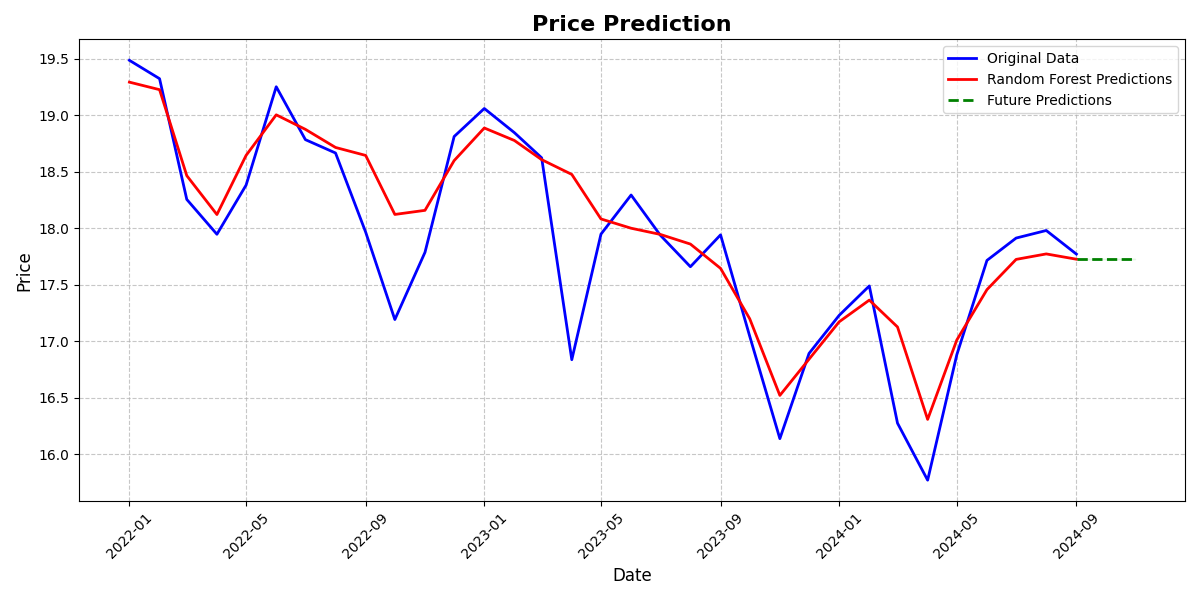 Price Prediction
Original Data
Random Forest Predictions
Future Predictions
Price
19.5
19.0
18.5
18.0
17.5
17.0
16.5
16.0
2022-01
2022-05
2022-09
2023-01
2023-05
2023-09
2024-01
2024-05
2024-09
Date